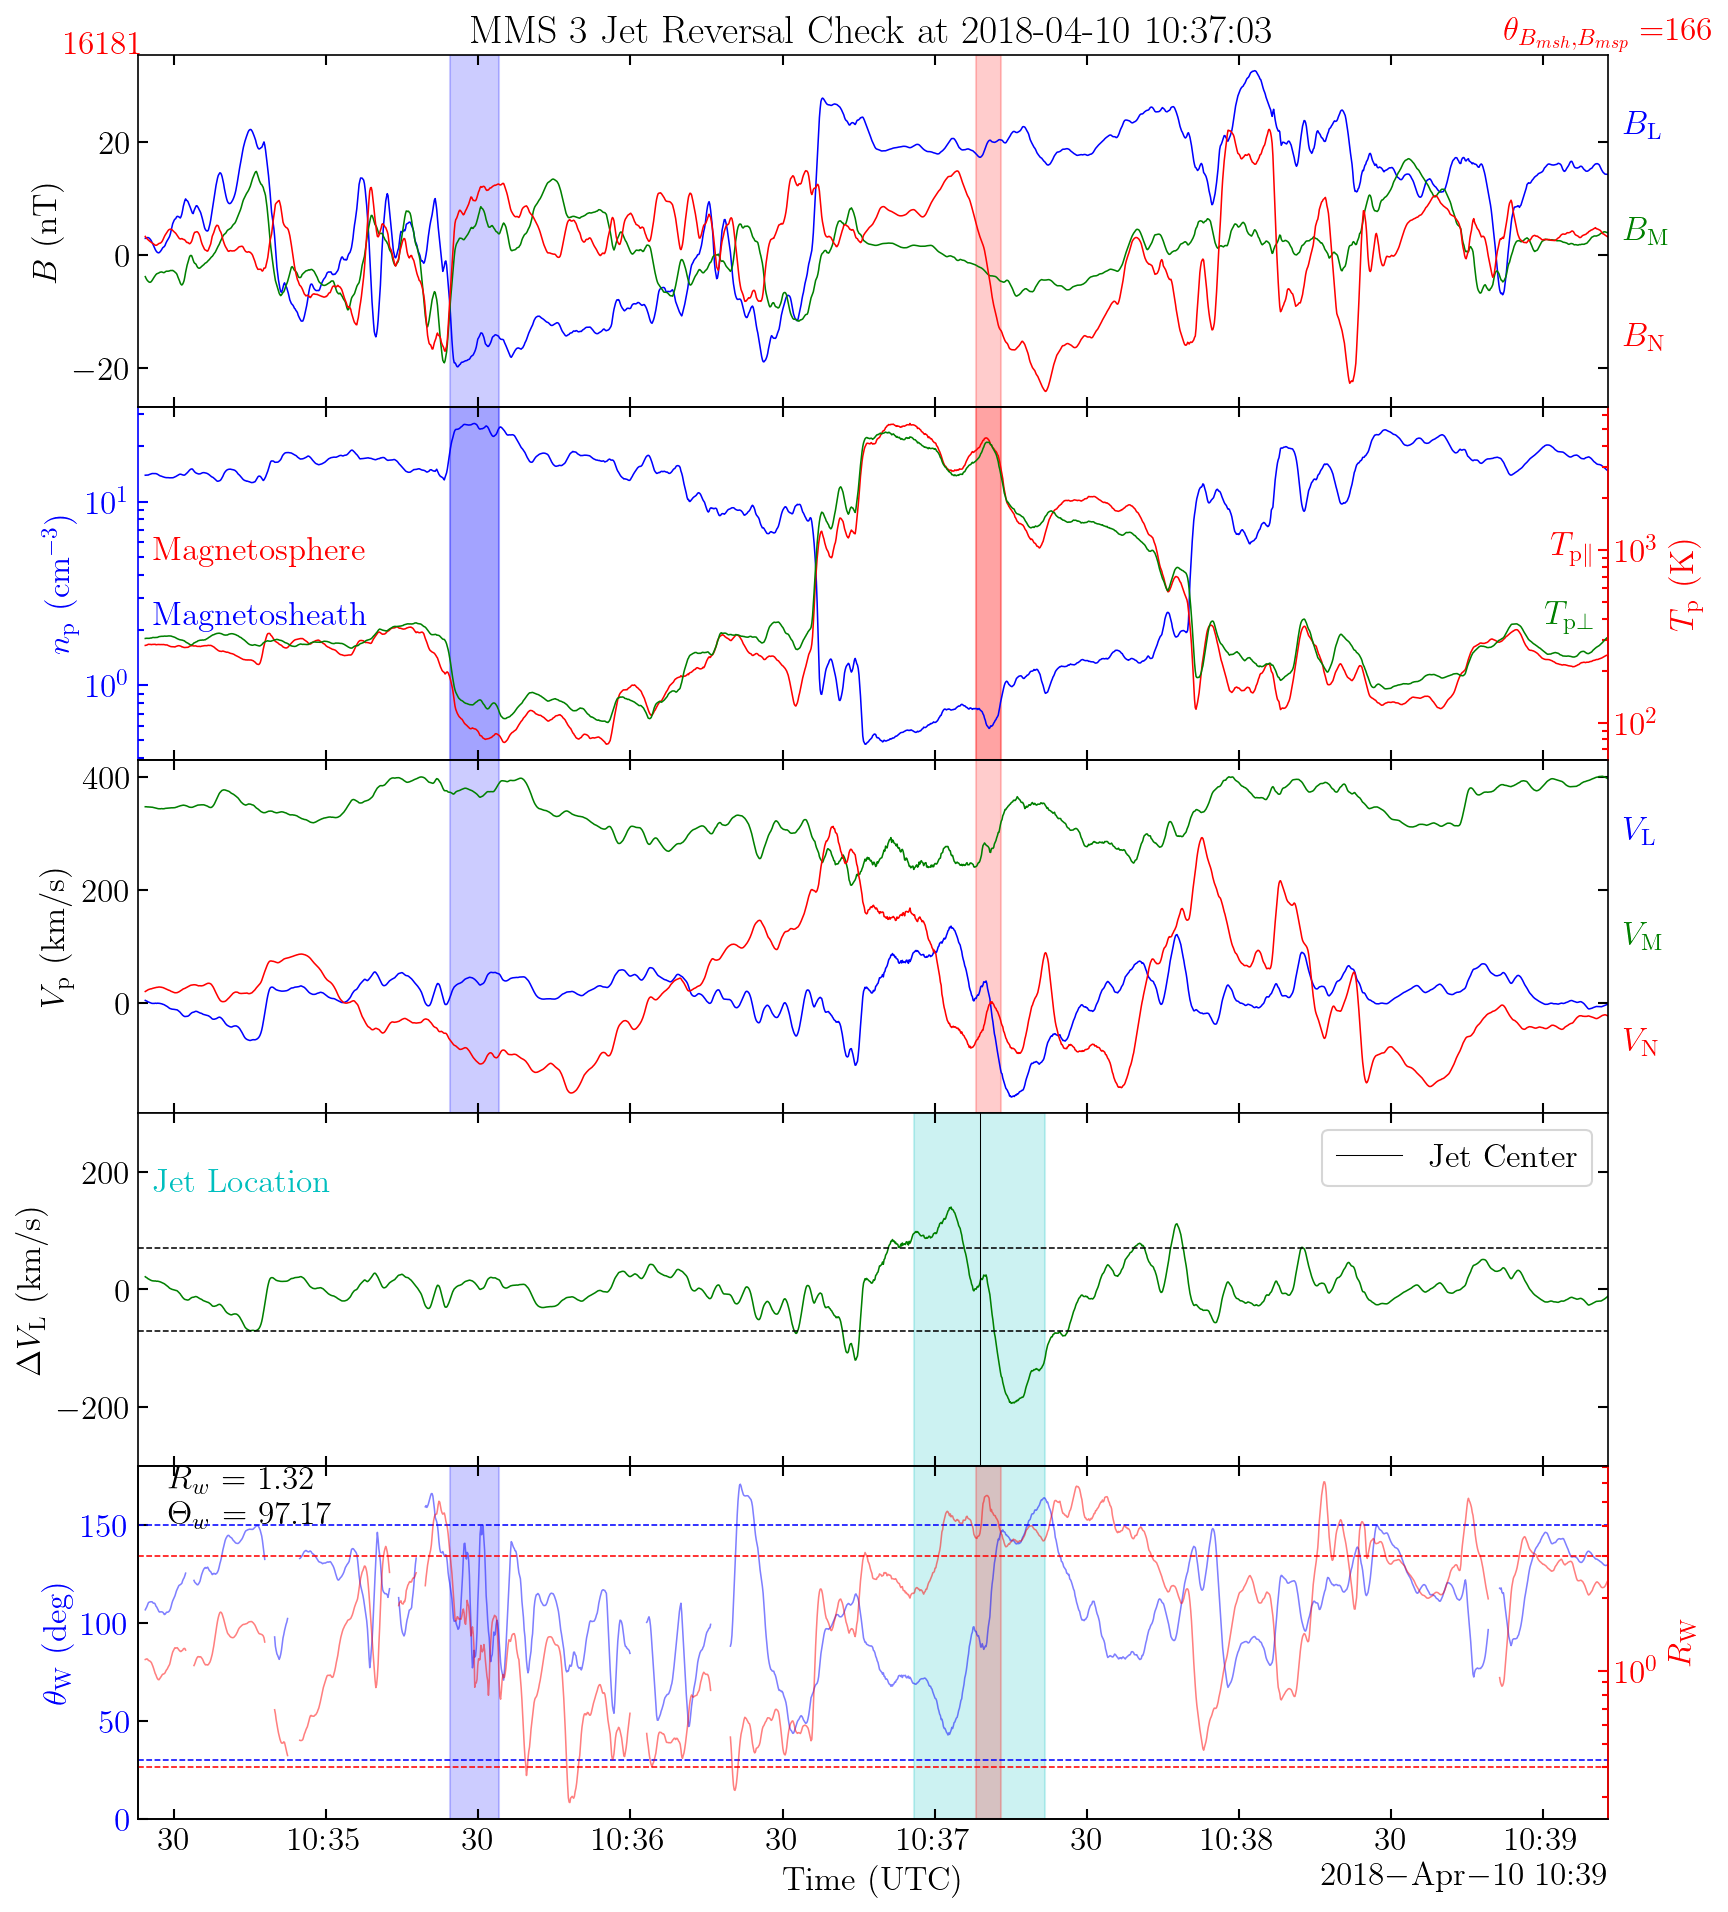 MMS 3 Jet Reversal Check at 2018-04-10 10:37:03
16181
θ_{B_{msh},B_{msp}} =166
B (nT)
20
0
−20
B_L
B_M
B_N
n_p (cm^{−3})
10^1
10^0
Magnetosphere
Magnetosheath
T_{p∥}
T_{p⊥}
10^3
10^2
T_p (K)
V_p (km/s)
400
200
0
V_L
V_M
V_N
ΔV_L (km/s)
200
0
−200
Jet Location
Jet Center
R_w = 1.32
Θ_w = 97.17
θ_W (deg)
150
100
50
0
10^0
R_W
30 10:35 30 10:36 30 10:37 30 10:38 30 10:39
Time (UTC)
2018−Apr−10 10:39